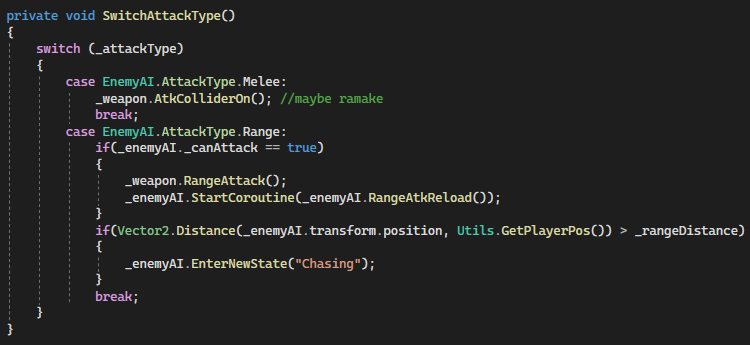 private void SwitchAttackType()
{
    switch (_attackType)
    {
        case EnemyAI.AttackType.Melee:
            _weapon.AtkColliderOn(); //maybe ramake
            break;
        case EnemyAI.AttackType.Range:
            if(_enemyAI._canAttack == true)
            {
                _weapon.RangeAttack();
                _enemyAI.StartCoroutine(_enemyAI.RangeAtkReload());
            }
            if(Vector2.Distance(_enemyAI.transform.position, Utils.GetPlayerPos()) > _rangeDistance)
            {
                _enemyAI.EnterNewState("Chasing");
            }
            break;
    }
}